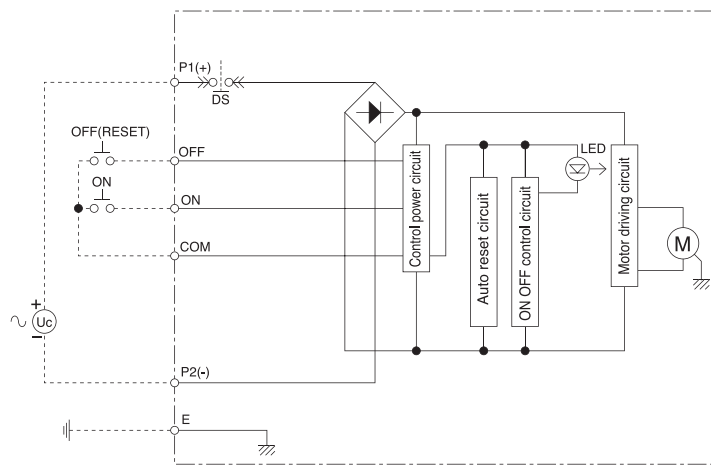 P1(+)
DS
OFF(RESET)
OFF
ON
ON
COM
Control power circuit
Auto reset circuit
ON OFF control circuit
LED
Motor driving circuit
M
+
Uc
−
P2(-)
E